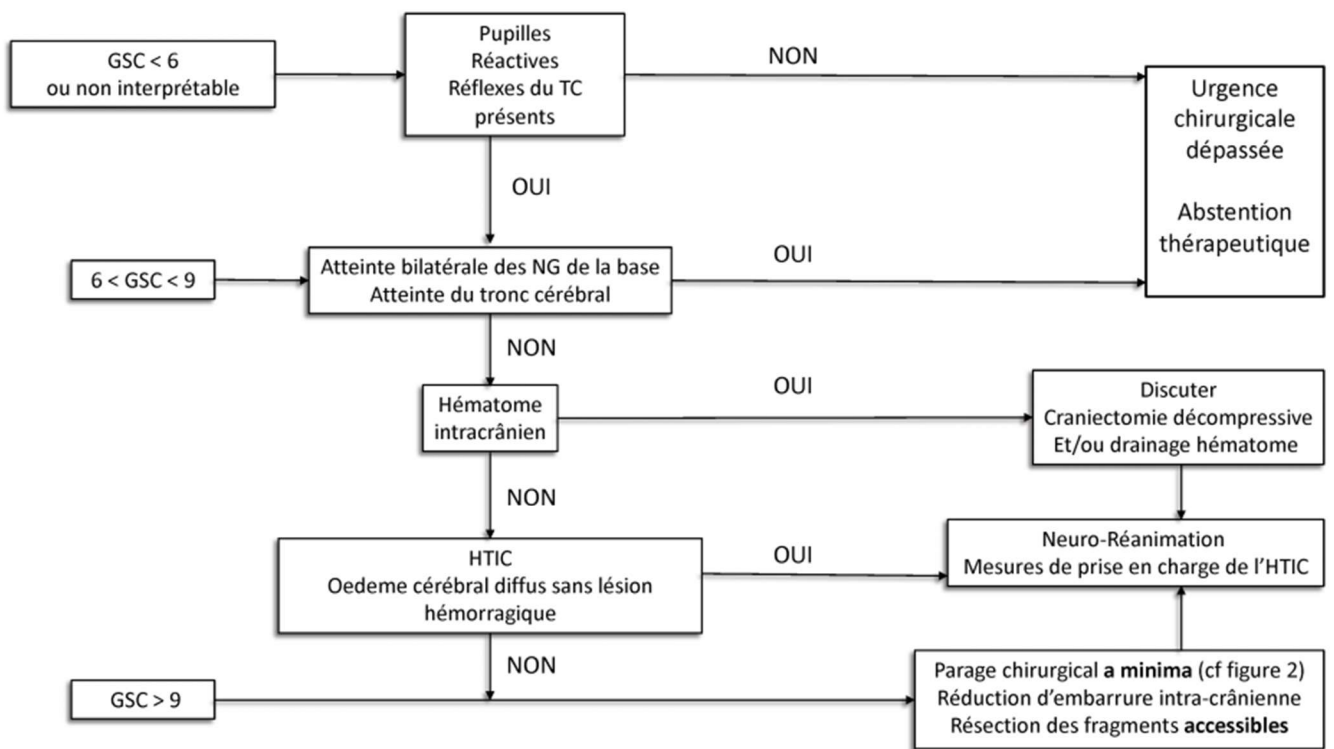 GSC < 6
ou non interprétable
Pupilles
Réactives
Réflexes du TC
présents
NON
Urgence
chirurgicale
dépassée
Abstention
thérapeutique
OUI
6 < GSC < 9
Atteinte bilatérale des NG de la base
Atteinte du tronc cérébral
OUI
NON
Hématome
intracrânien
OUI
Discuter
Craniectomie décompressive
Et/ou drainage hématome
NON
HTIC
Oedeme cérébral diffus sans lésion
hémorragique
OUI
Neuro-Réanimation
Mesures de prise en charge de l'HTIC
NON
GSC > 9
Parage chirurgical a minima (cf figure 2)
Réduction d'embarrure intra-crânienne
Résection des fragments accessibles